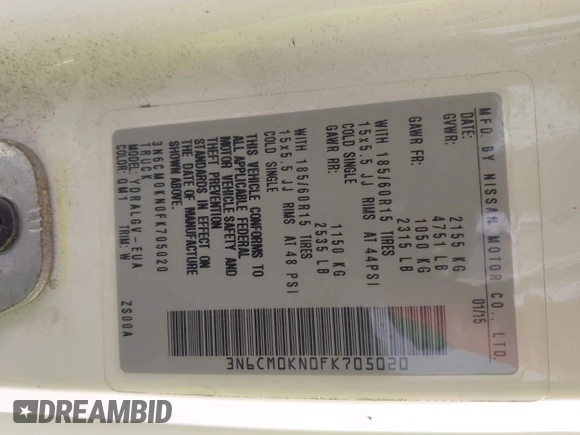 MFD. BY NISSAN MOTOR CO., LTD.
DATE: 01/15
GVWR: 2155 KG
4751 LB
GAWR FR: 1050 KG
2315 LB
WITH 185/60R15 TIRES
15x5.5 JJ RIMS AT 44PSI
COLD SINGLE
GAWR RR: 1150 KG
2535 LB
WITH 185/60R15 TIRES
15x5.5 JJ RIMS AT 48 PSI
COLD SINGLE
THIS VEHICLE CONFORMS TO
ALL APPLICABLE FEDERAL
MOTOR VEHICLE SAFETY AND
THEFT PREVENTION
STANDARDS IN EFFECT ON
THE DATE OF MANUFACTURE
SHOWN ABOVE.
3N6CM0KN0FK705020
TRUCK
MODEL: YDRALGV-EUA
COLOR: QM1 TRIM: W
ZS00A
3N6CM0KN0FK705020
DREAMBID